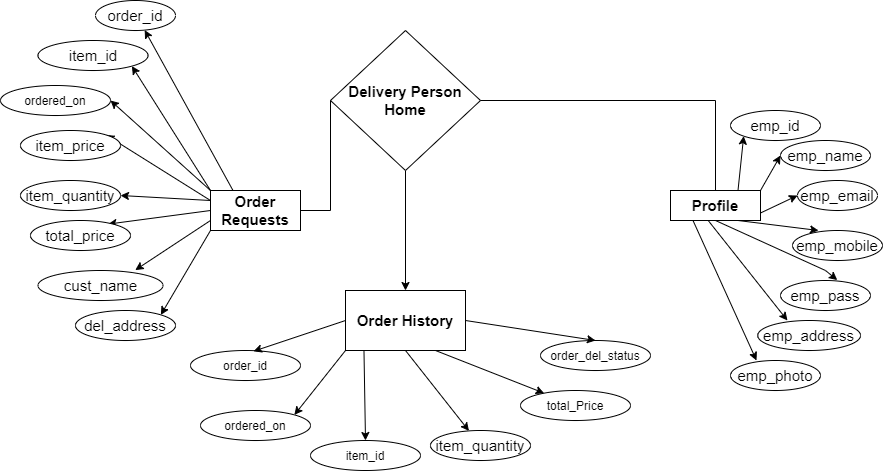 order_id
item_id
ordered_on
item_price
item_quantity
total_price
cust_name
del_address
Order
Requests
Delivery Person
Home
emp_id
emp_name
emp_email
emp_mobile
emp_pass
emp_address
emp_photo
Profile
Order History
order_id
ordered_on
item_id
item_quantity
total_Price
order_del_status